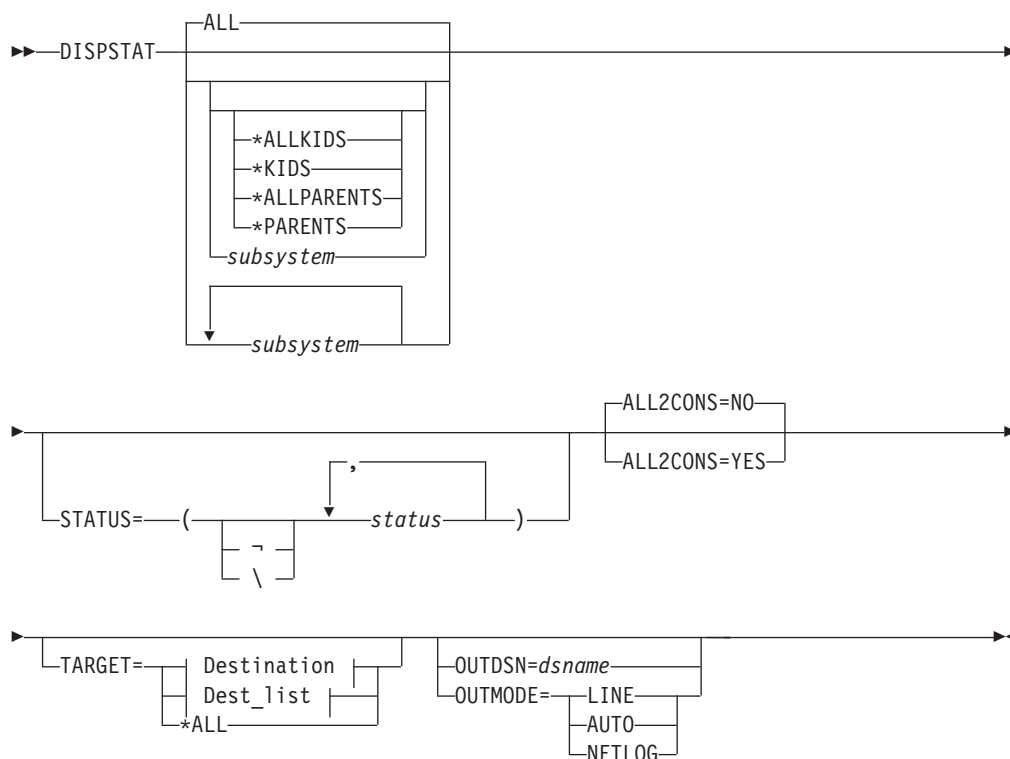 ALL
DISPSTAT
*ALLKIDS
*KIDS
*ALLPARENTS
*PARENTS
subsystem
subsystem
ALL2CONS=NO
ALL2CONS=YES
,
STATUS= ( status )
¬
\
TARGET= Destination
Dest_list
*ALL
OUTDSN=dsname
OUTMODE= LINE
AUTO
NETLOG